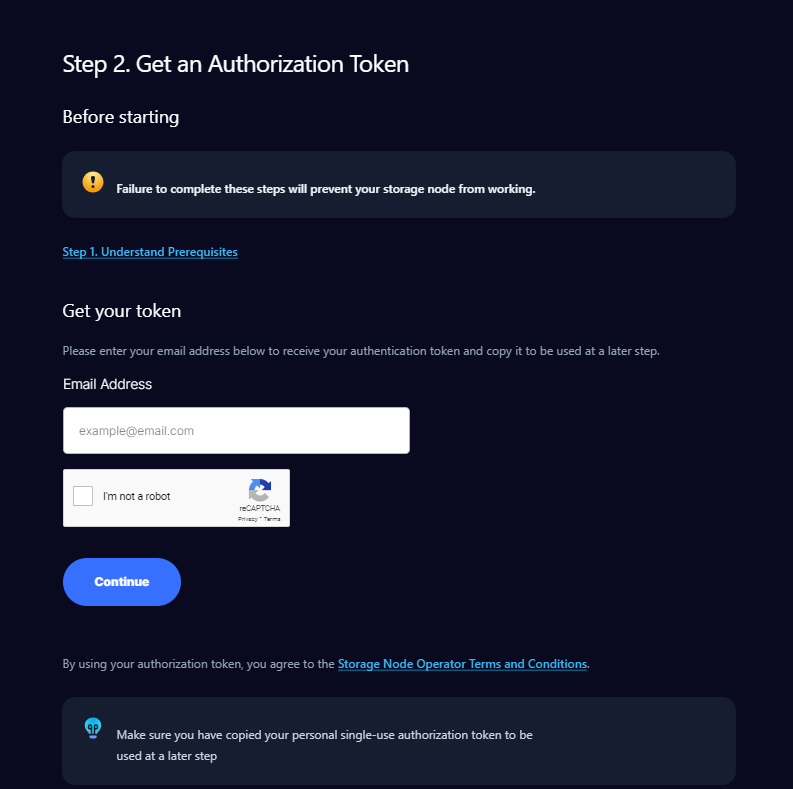 Step 2. Get an Authorization Token
Before starting
Failure to complete these steps will prevent your storage node from working.
Step 1. Understand Prerequisites
Get your token
Please enter your email address below to receive your authentication token and copy it to be used at a later step.
Email Address
example@email.com
I'm not a robot
reCAPTCHA
Privacy - Terms
Continue
By using your authorization token, you agree to the Storage Node Operator Terms and Conditions.
Make sure you have copied your personal single-use authorization token to be
used at a later step